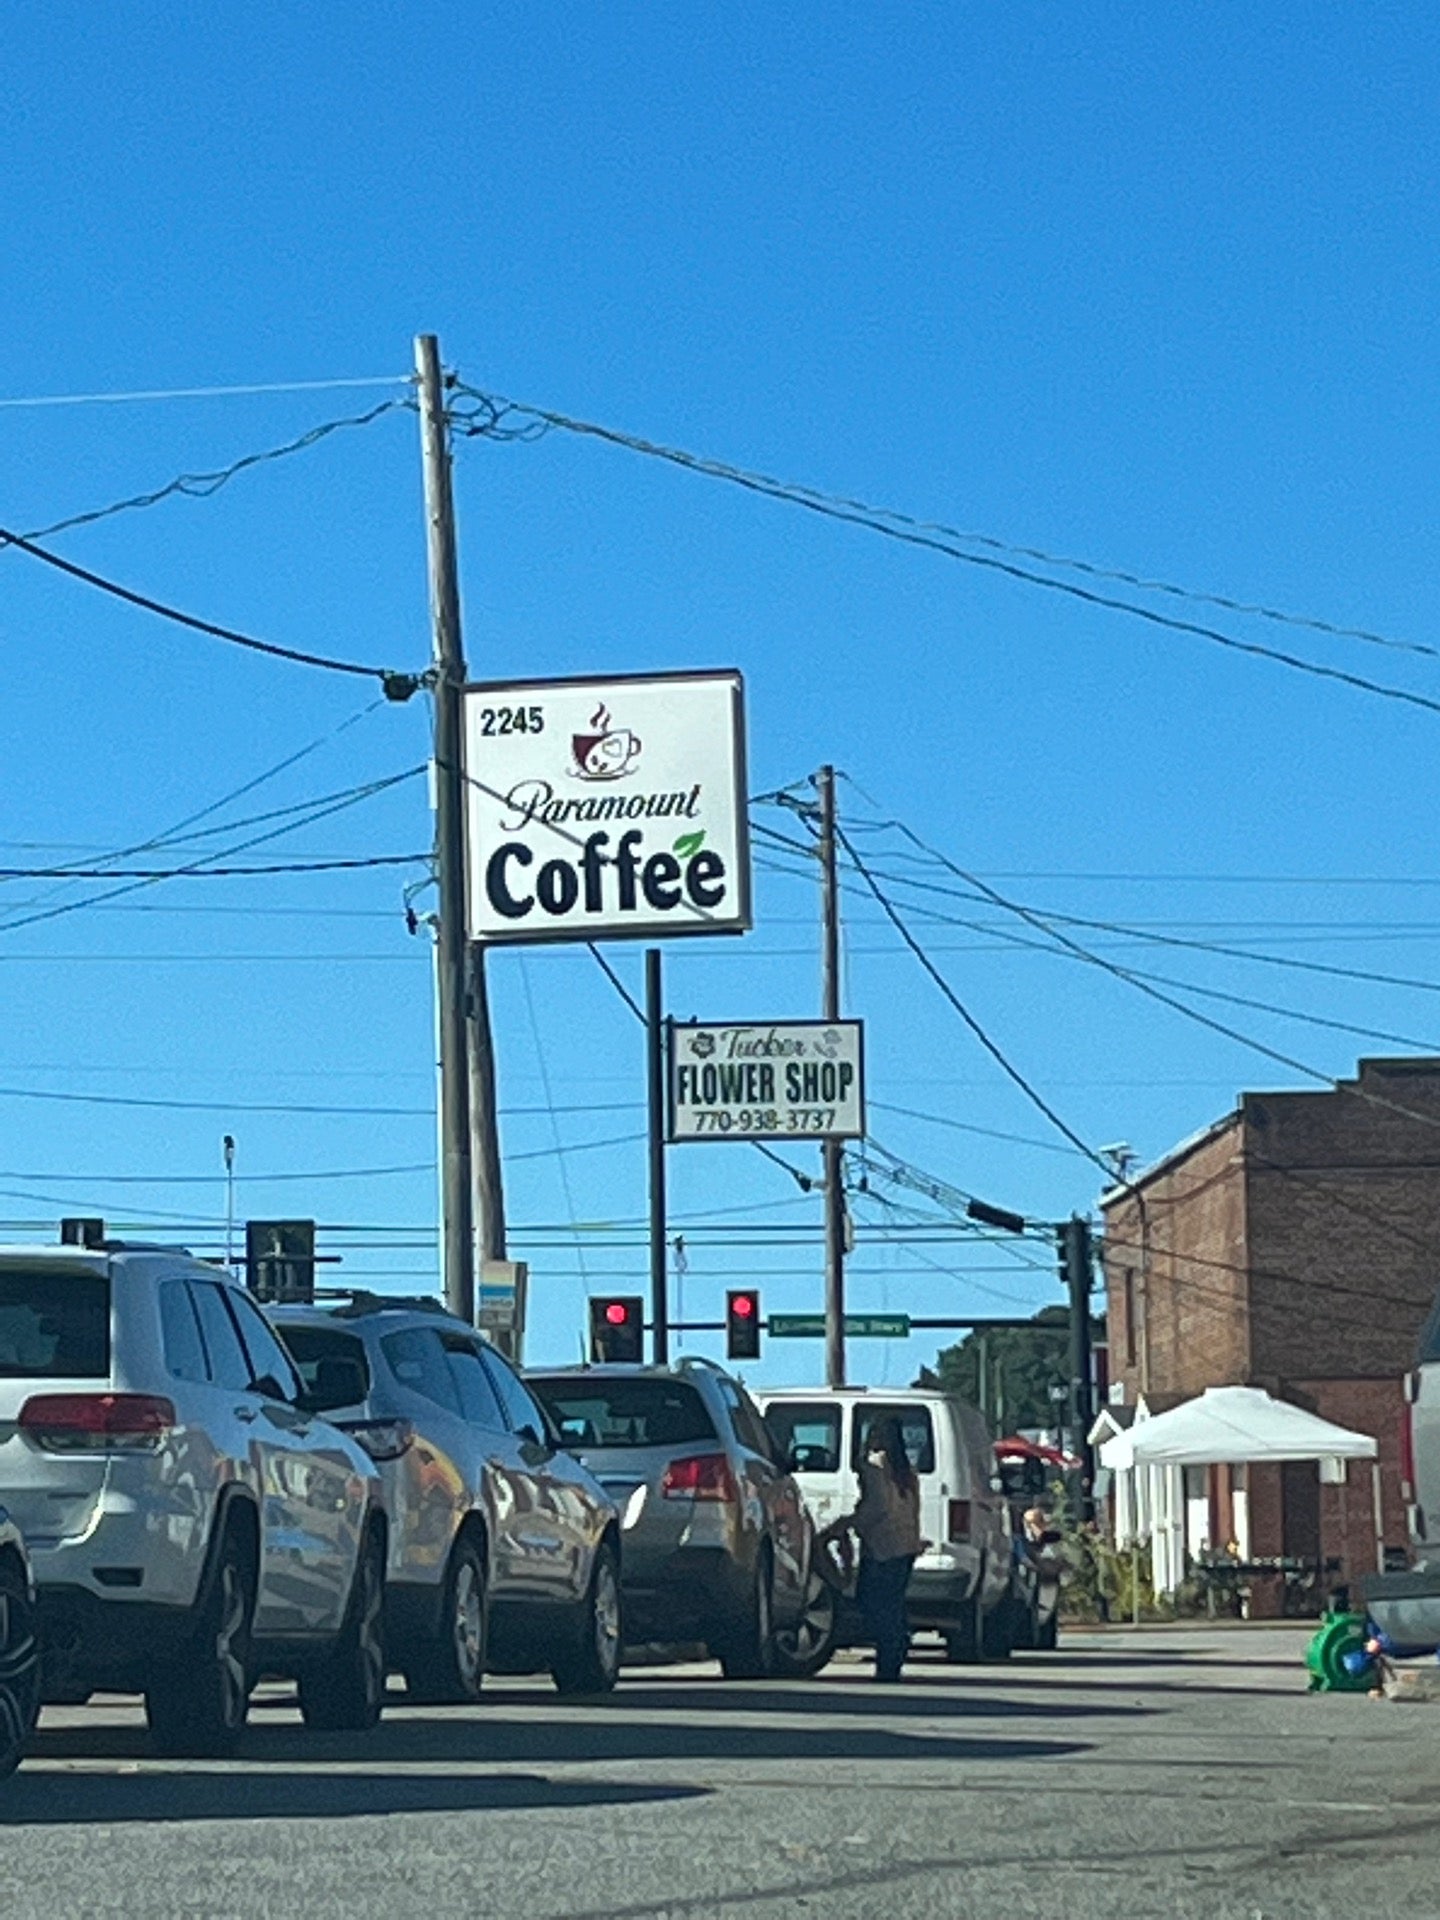 2245
Paramount
Coffee
Tucker
FLOWER SHOP
770-938-3737